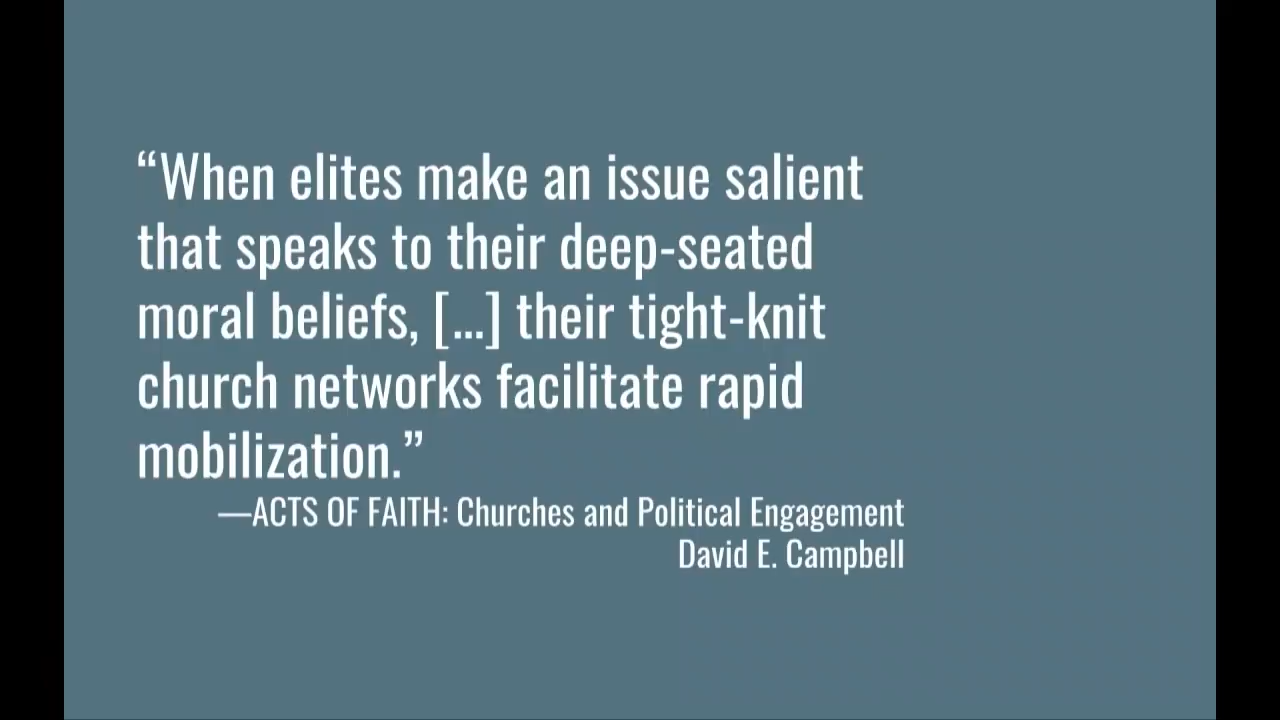 “When elites make an issue salient
that speaks to their deep-seated
moral beliefs, [...] their tight-knit
church networks facilitate rapid
mobilization.”
—ACTS OF FAITH: Churches and Political Engagement
David E. Campbell